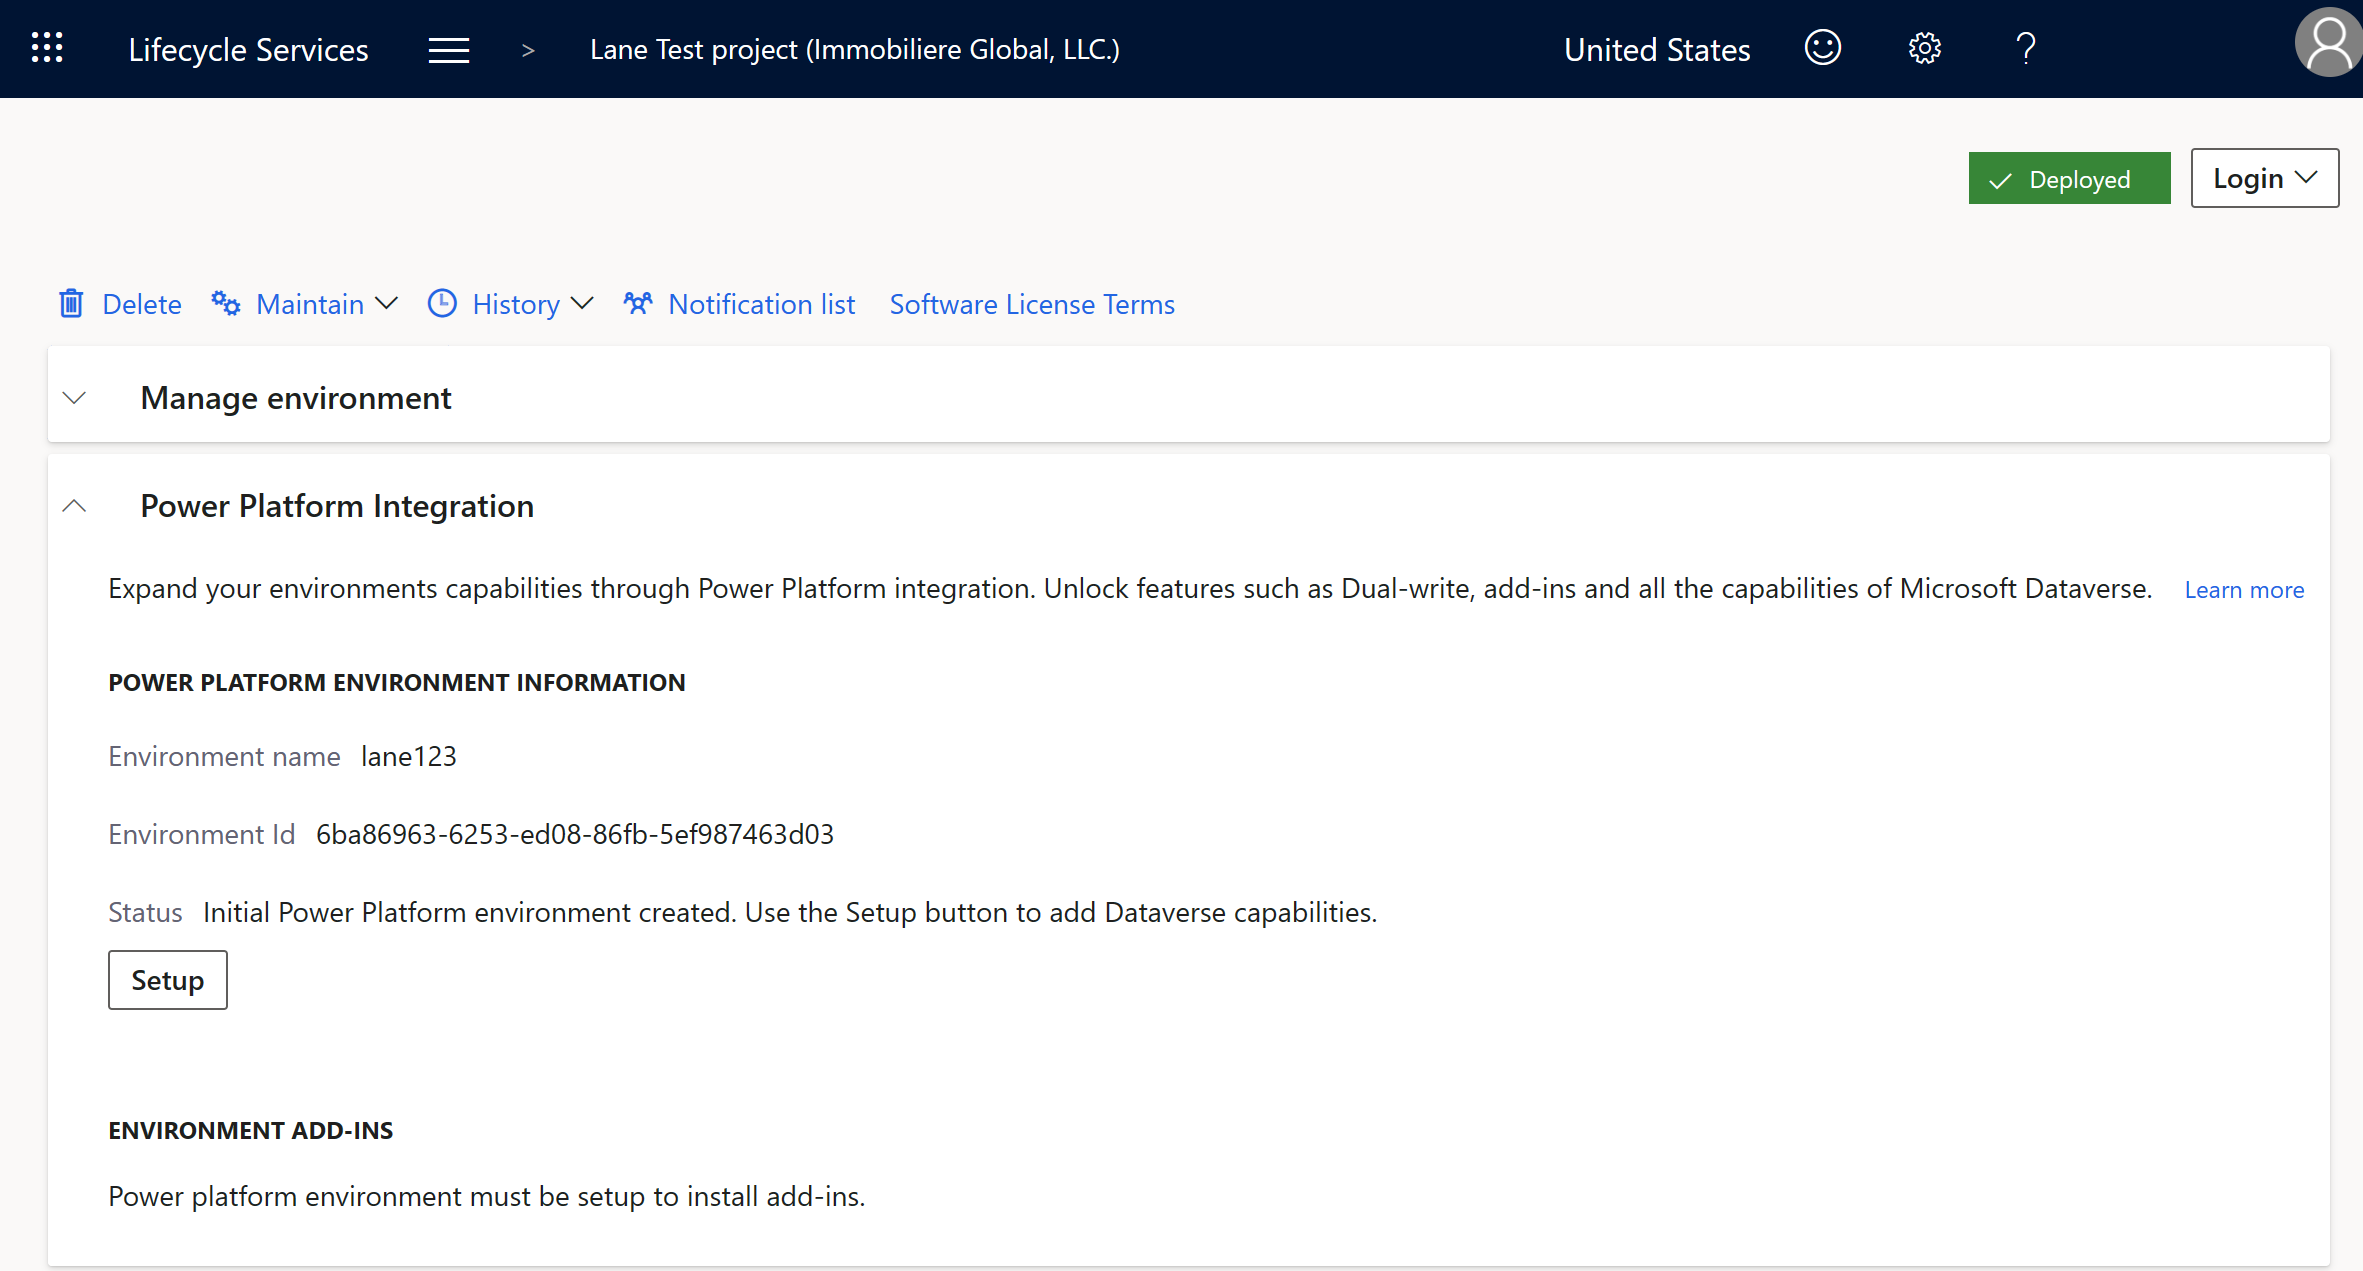 Lifecycle Services > Lane Test project (Immobiliere Global, LLC.) United States ?
Deployed Login
Delete Maintain History Notification list Software License Terms
Manage environment
Power Platform Integration
Expand your environments capabilities through Power Platform integration. Unlock features such as Dual-write, add-ins and all the capabilities of Microsoft Dataverse. Learn more
POWER PLATFORM ENVIRONMENT INFORMATION
Environment name lane123
Environment Id 6ba86963-6253-ed08-86fb-5ef987463d03
Status Initial Power Platform environment created. Use the Setup button to add Dataverse capabilities.
Setup
ENVIRONMENT ADD-INS
Power platform environment must be setup to install add-ins.